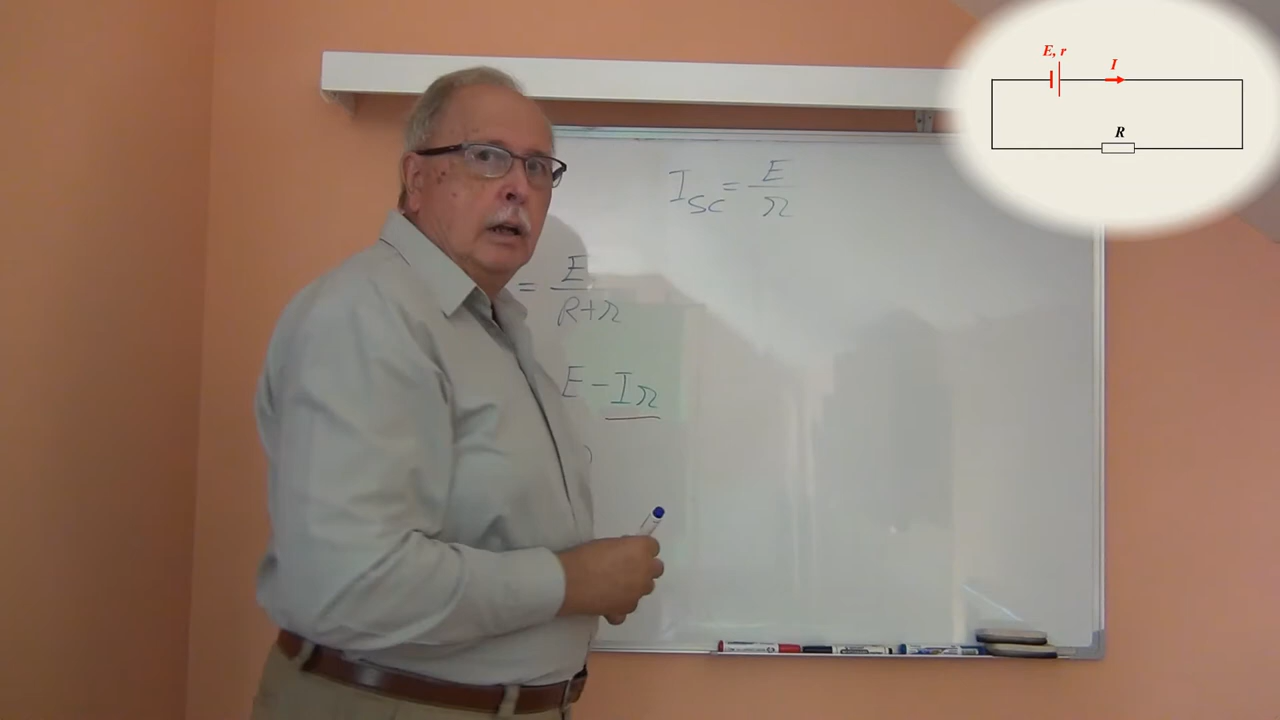 E, r
I
R
I_SC = E/r
= E/(R+r)
E - Ir